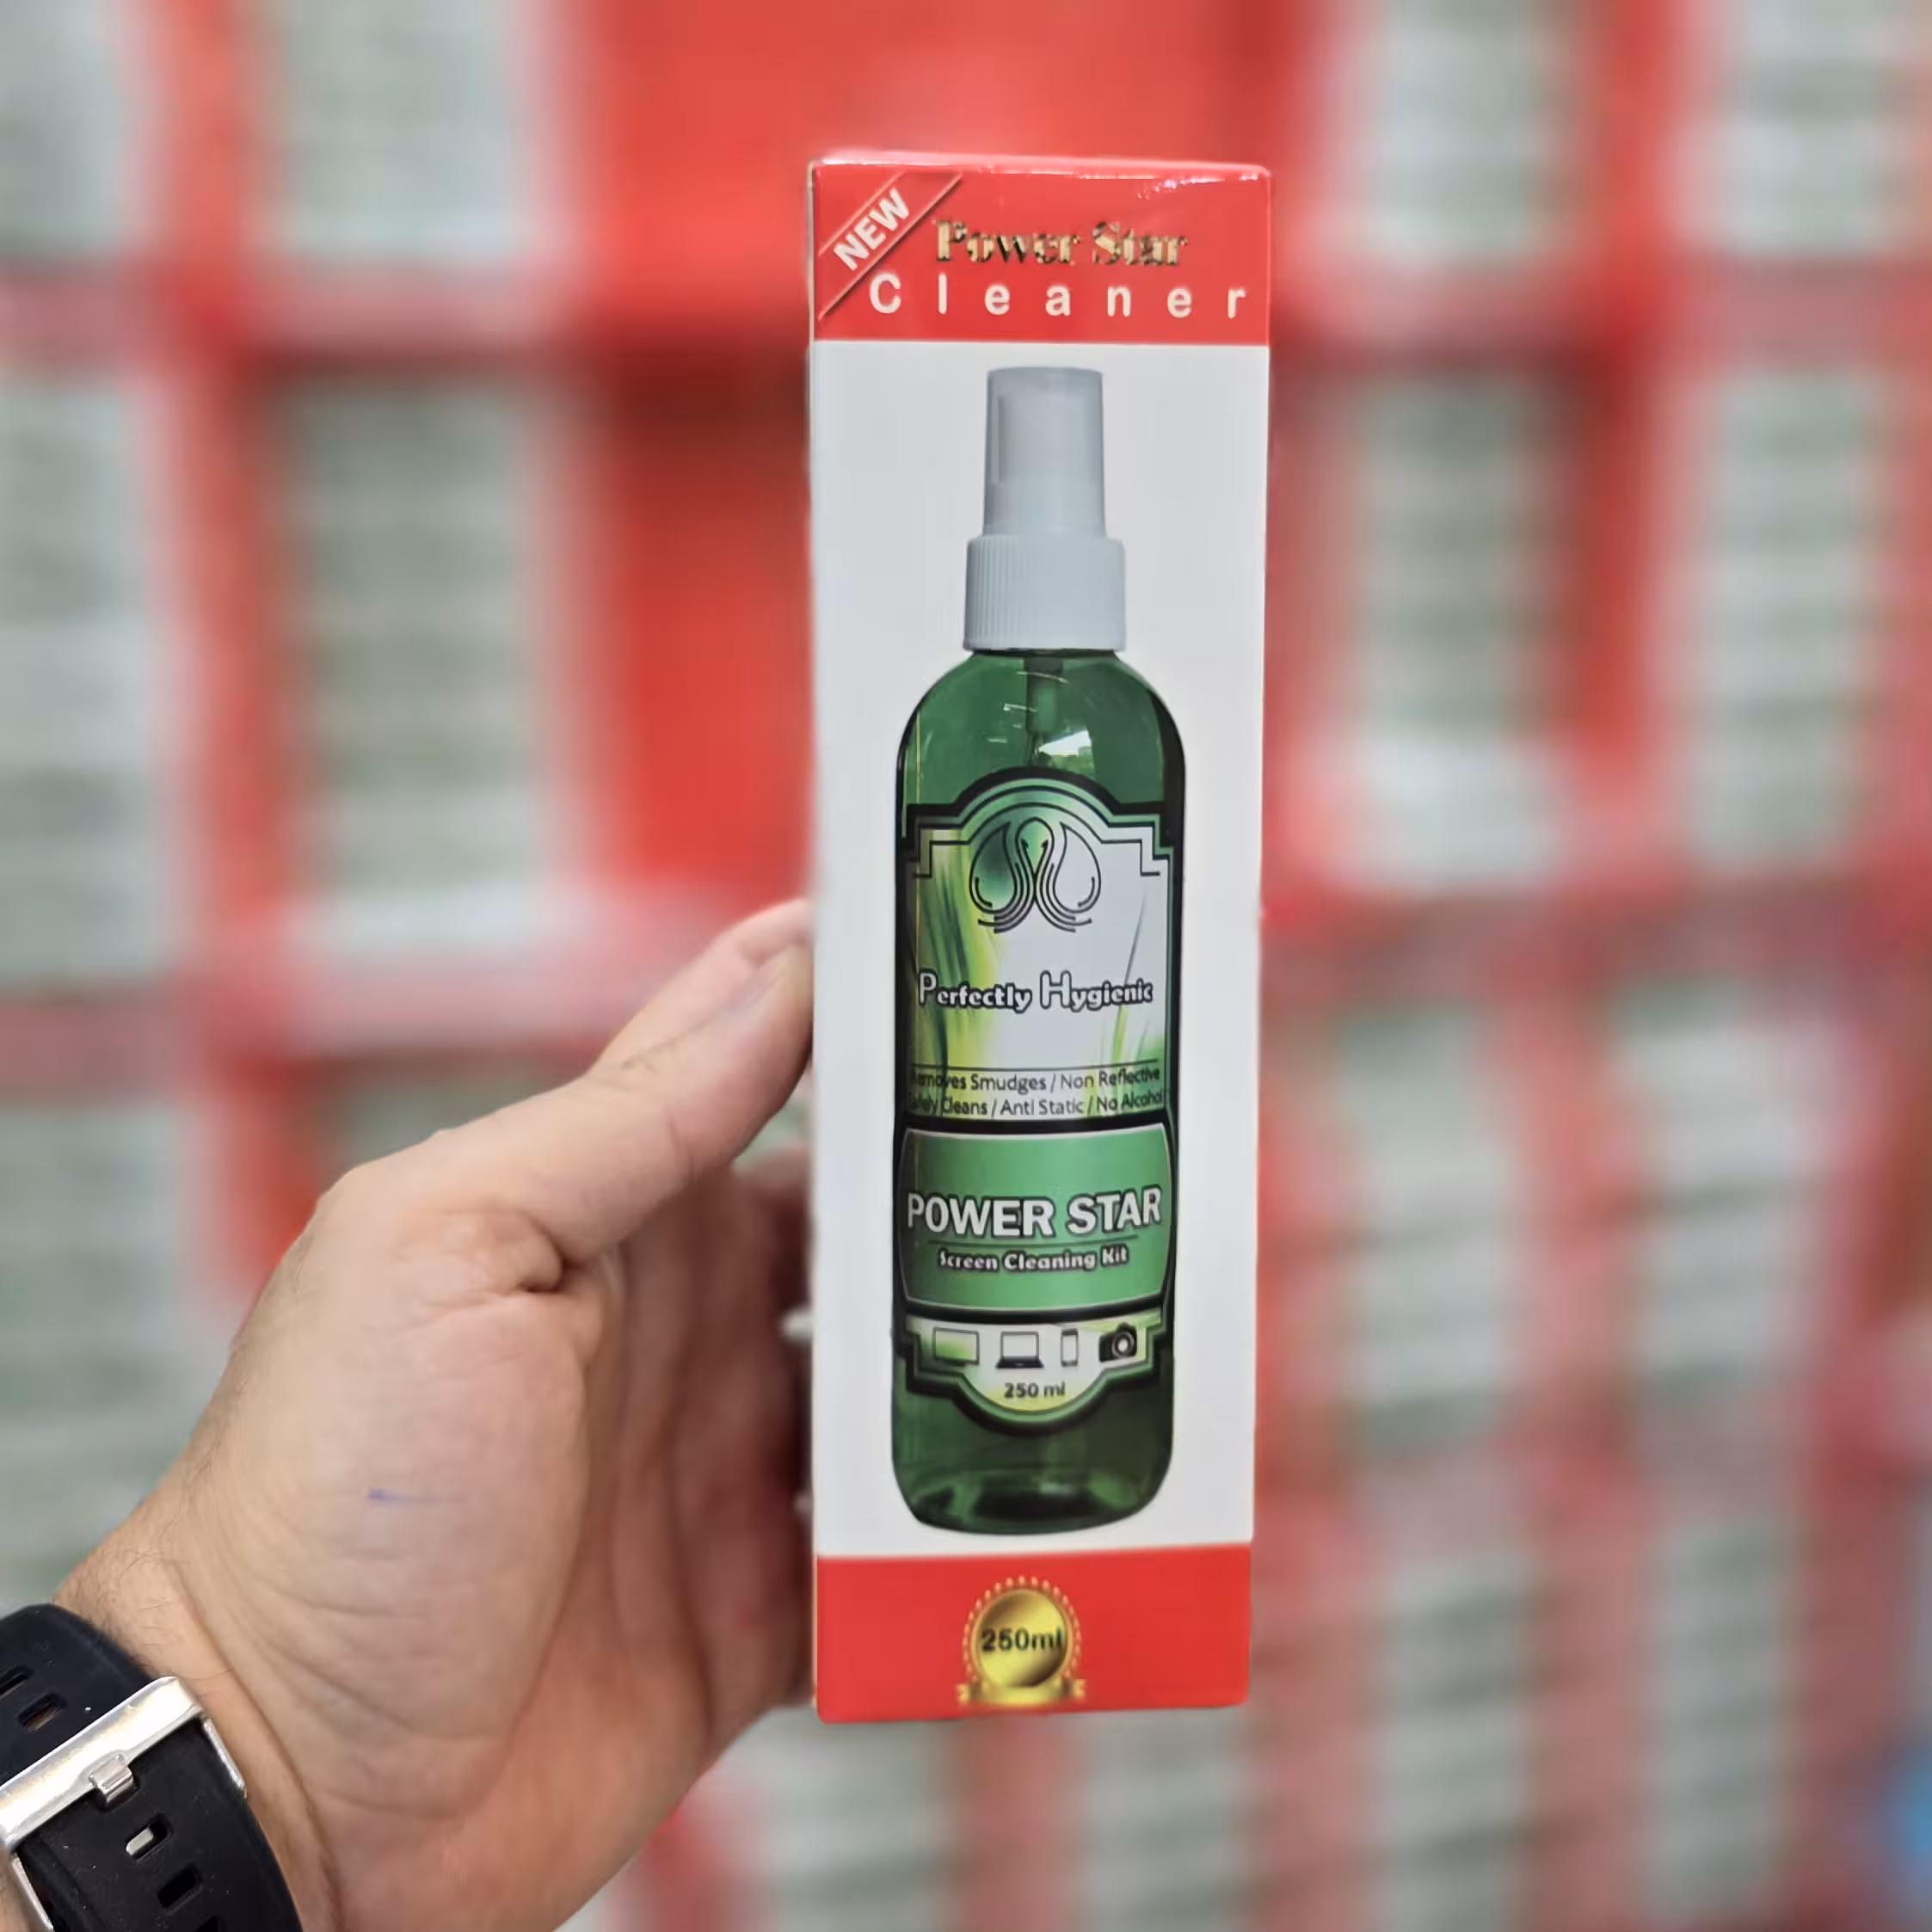 NEW
Power Star
Cleaner
Perfectly Hygienic
Removes Smudges / Non Reflective
Safely Cleans / Anti Static / No Alcohol
POWER STAR
Screen Cleaning Kit
250 ml
250ml